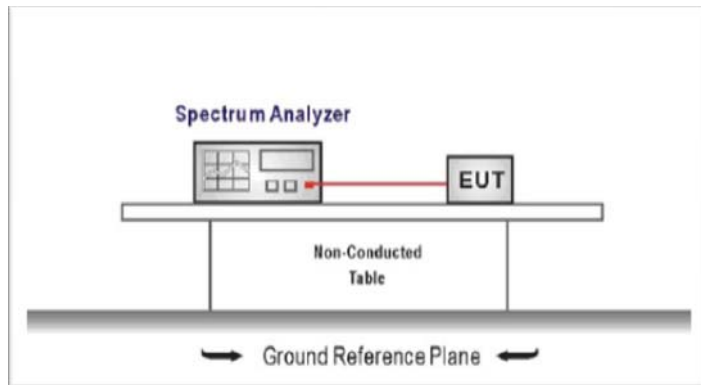 Spectrum Analyzer
EUT
Non-Conducted
Table
Ground Reference Plane